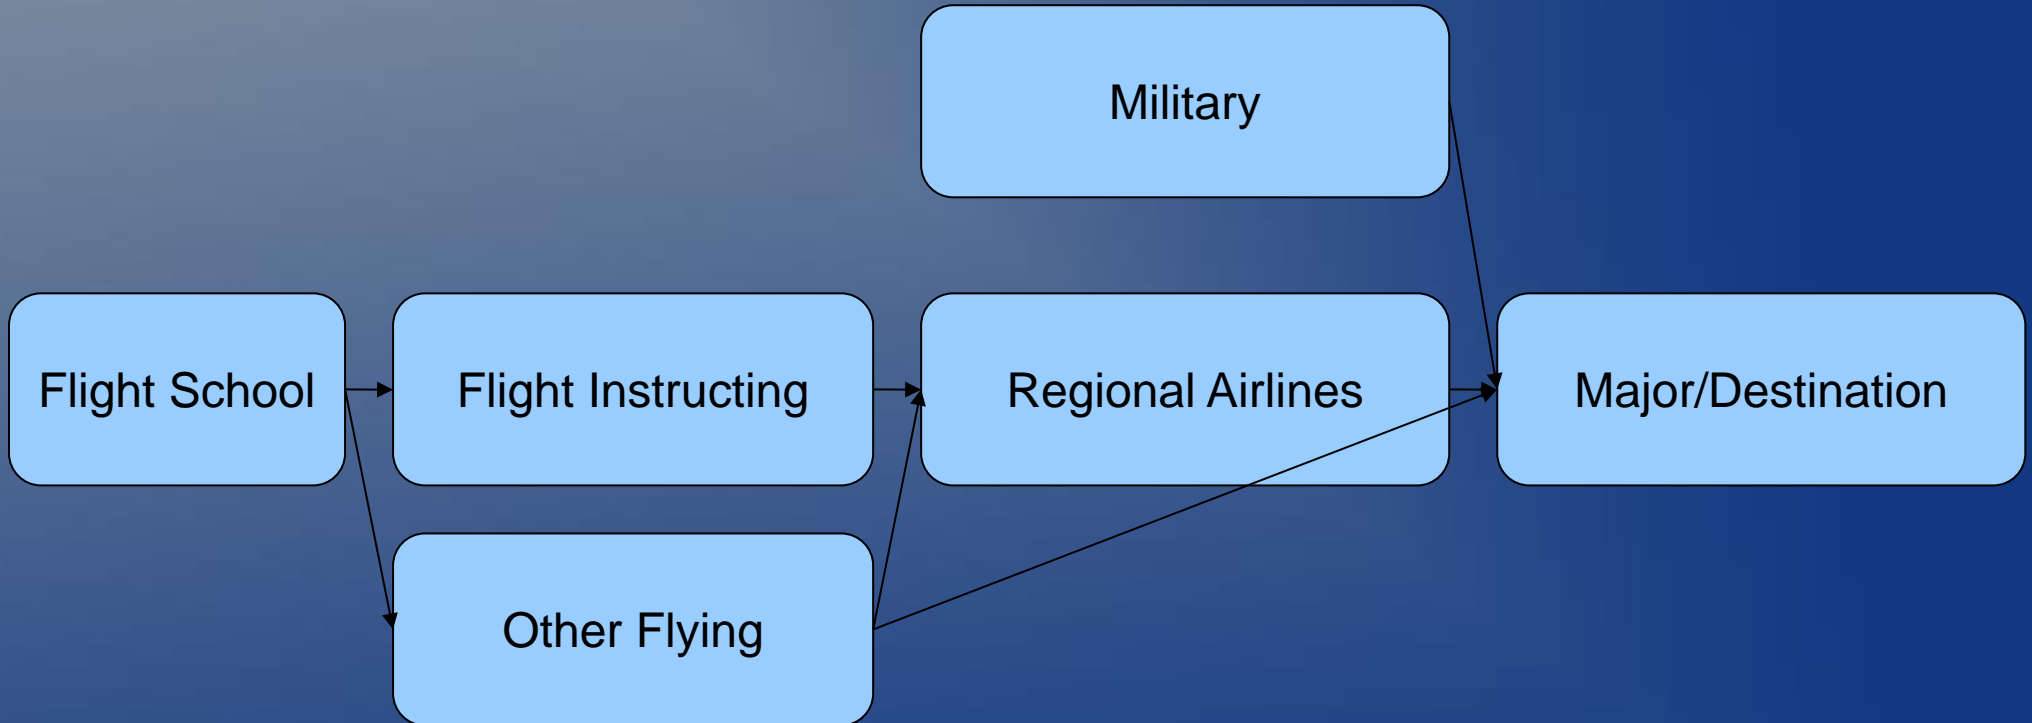 Military
Flight School
Flight Instructing
Regional Airlines
Major/Destination
Other Flying